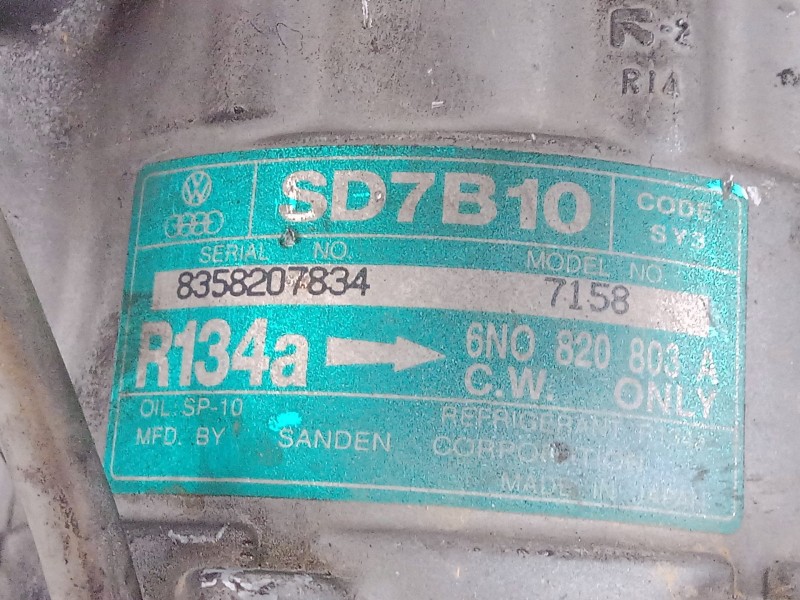 -2
R14
SD7B10
CODE
SY3
SERIAL NO.
MODEL NO.
8358207834
7158
R134a
6N0 820 803 A
C.W. ONLY
OIL: SP-10
REFRIGERANT
MFD. BY SANDEN CORPORATION
MADE IN JAPAN